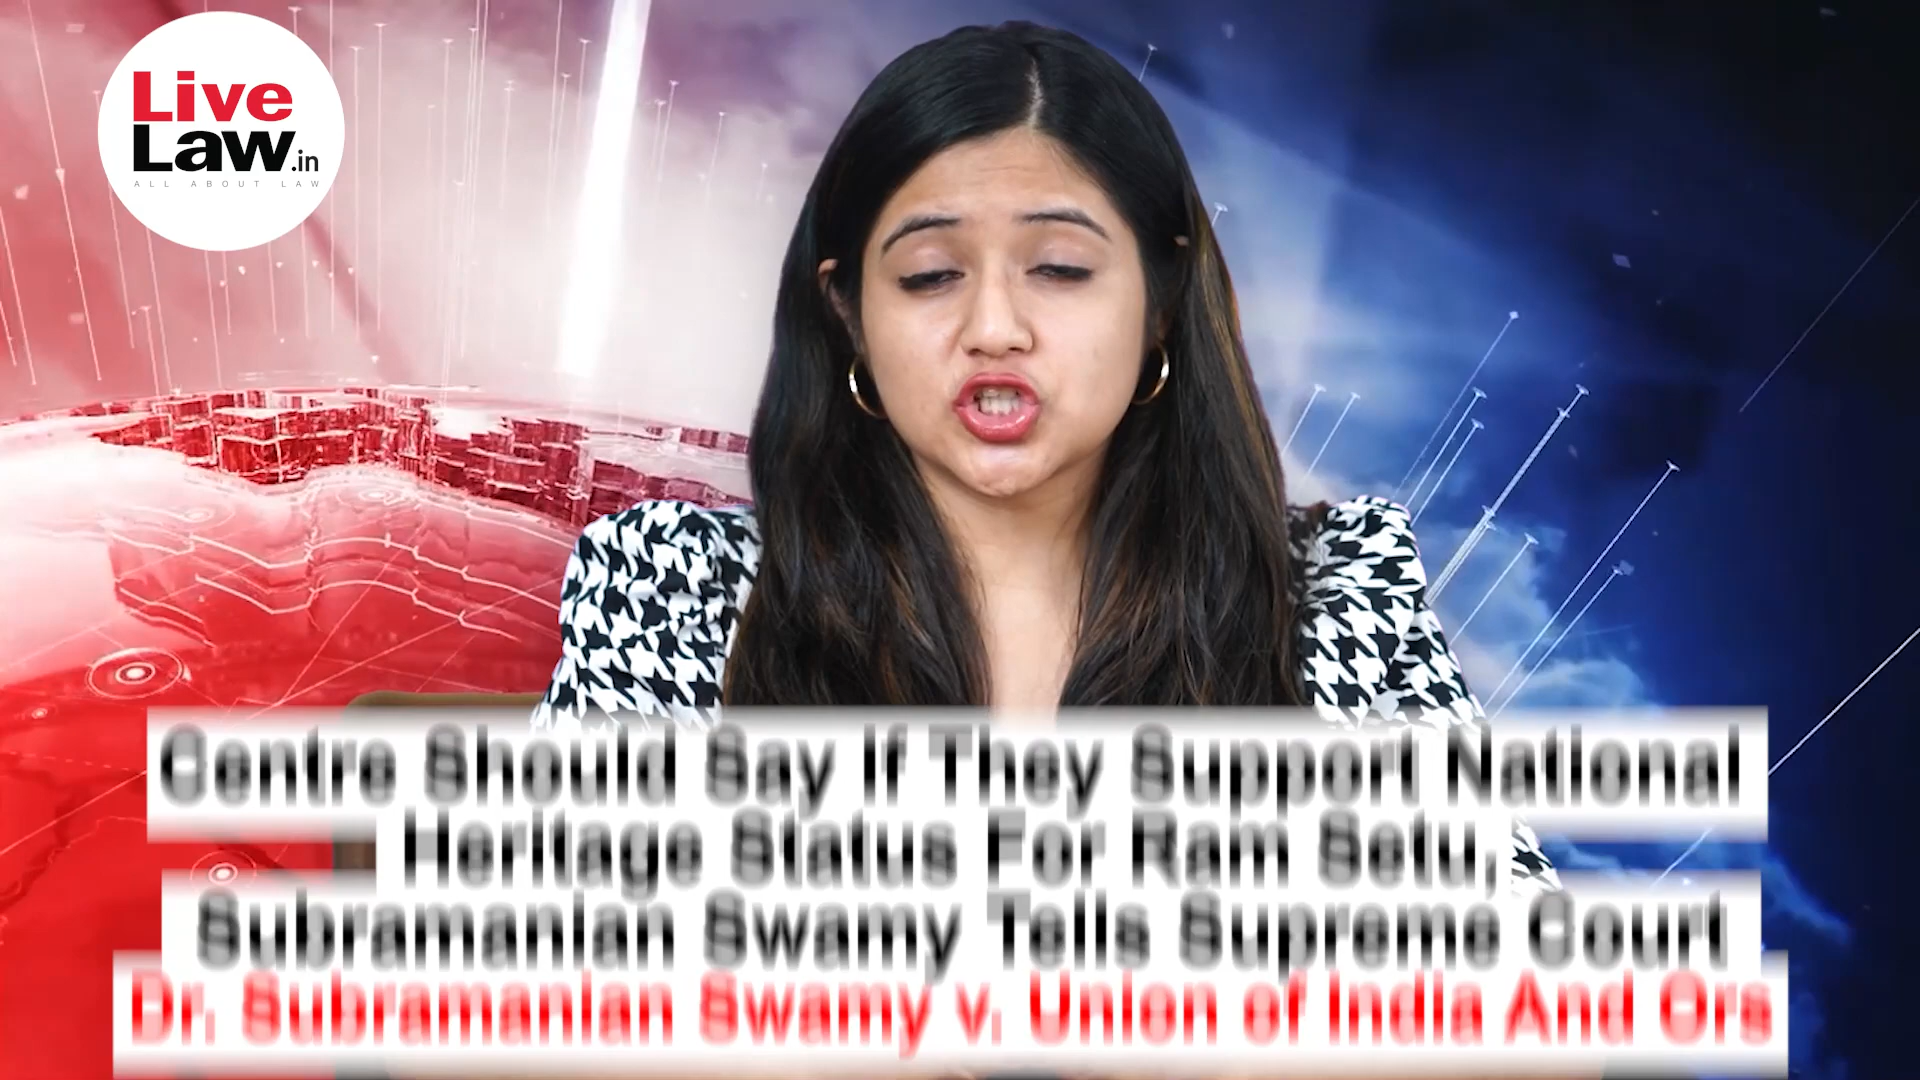 Live
Law.in
ALL ABOUT LAW
Centre Should Say If They Support National
Heritage Status For Ram Setu,
Subramanian Swamy Tells Supreme Court
Dr. Subramanian Swamy v. Union of India And Ors